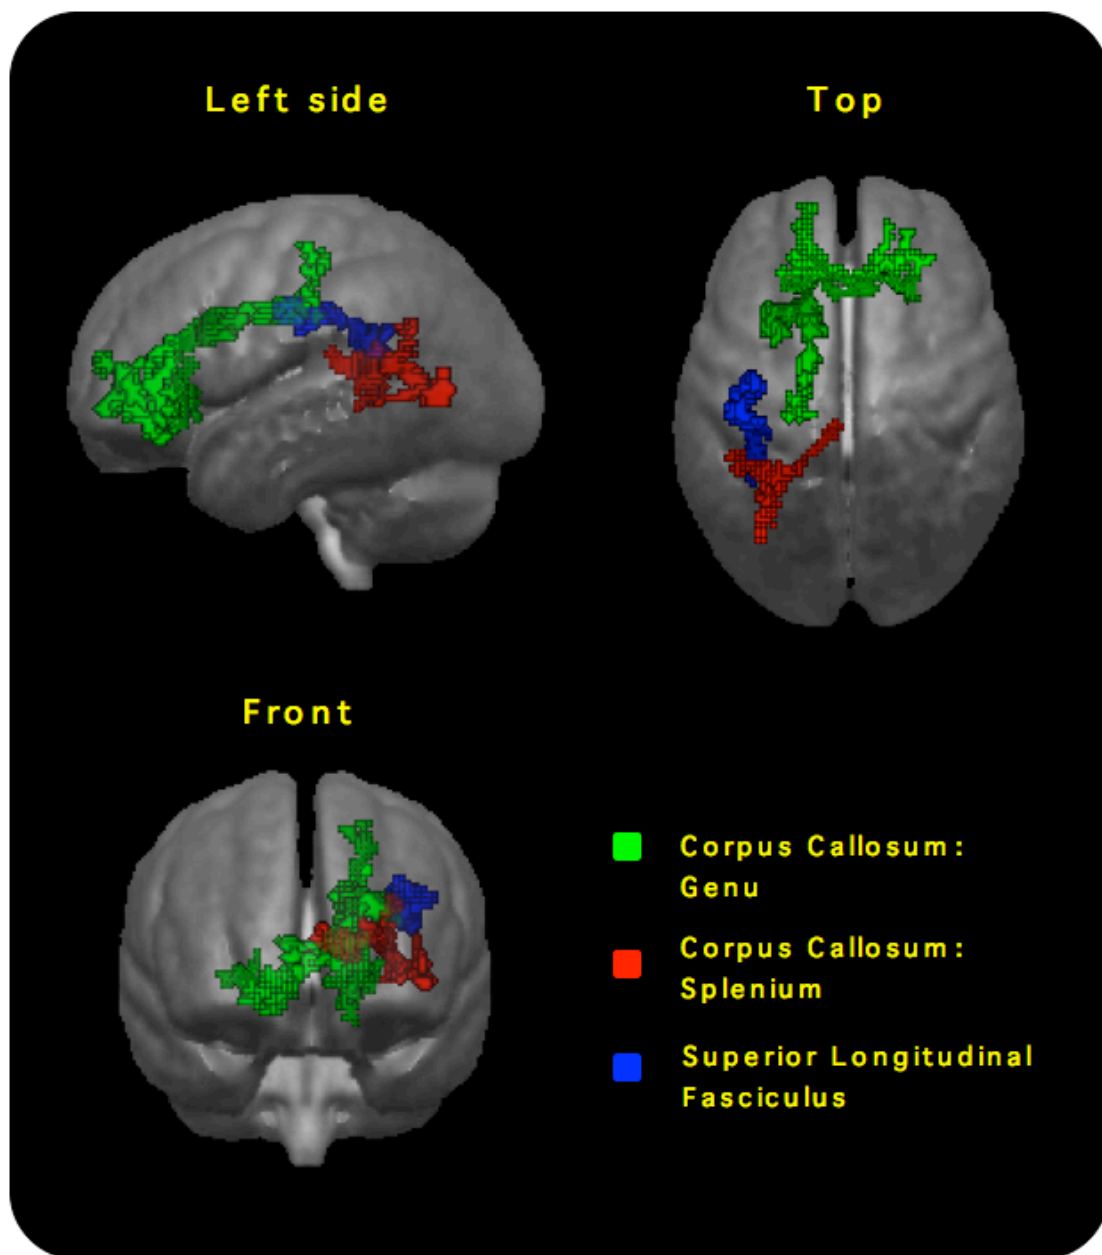 Left side
Top
Front
Corpus Callosum:
Genu
Corpus Callosum:
Splenium
Superior Longitudinal
Fasciculus